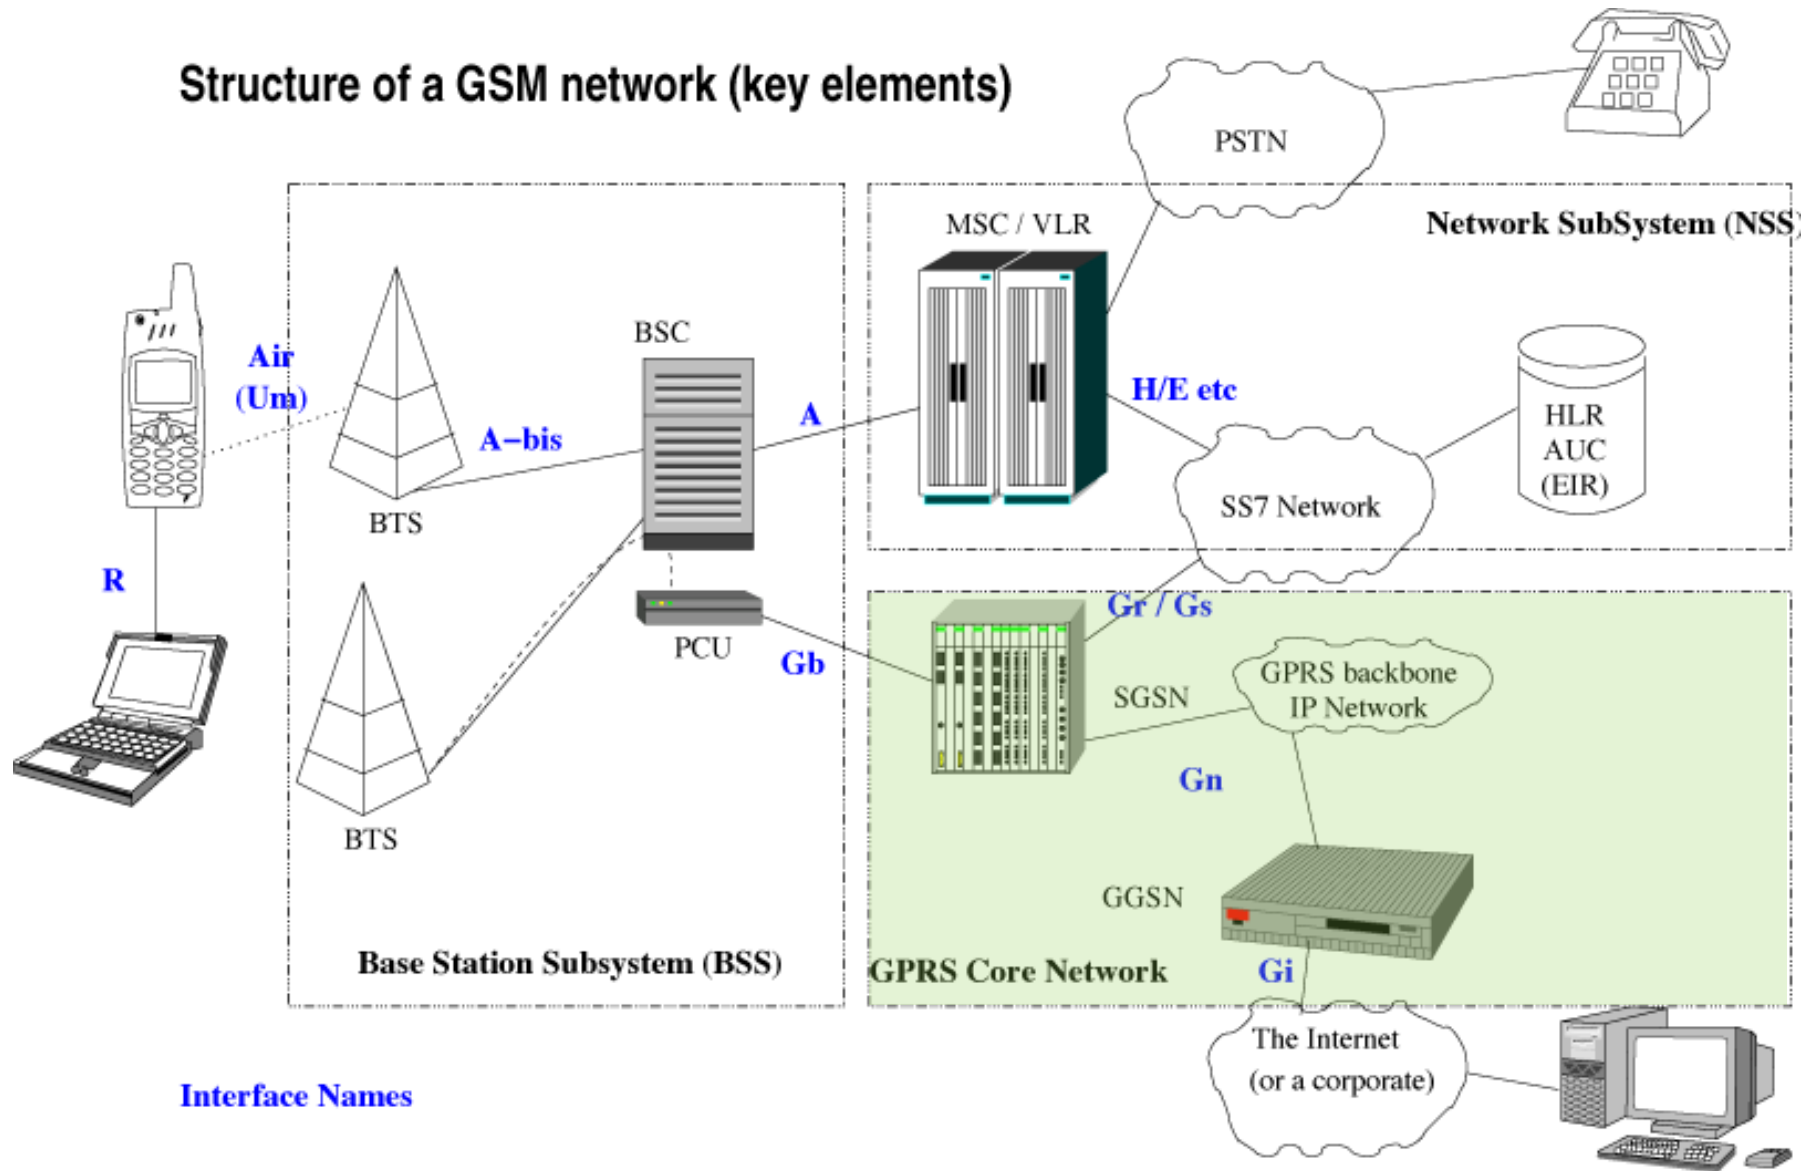 Structure of a GSM network (key elements)
PSTN
MSC / VLR
Network SubSystem (NSS)
BSC
Air
(Um)
A-bis
A
H/E etc
HLR
AUC
(EIR)
SS7 Network
BTS
R
Gr / Gs
PCU
Gb
SGSN
GPRS backbone
IP Network
Gn
BTS
GGSN
Base Station Subsystem (BSS)
GPRS Core Network
Gi
The Internet
(or a corporate)
Interface Names